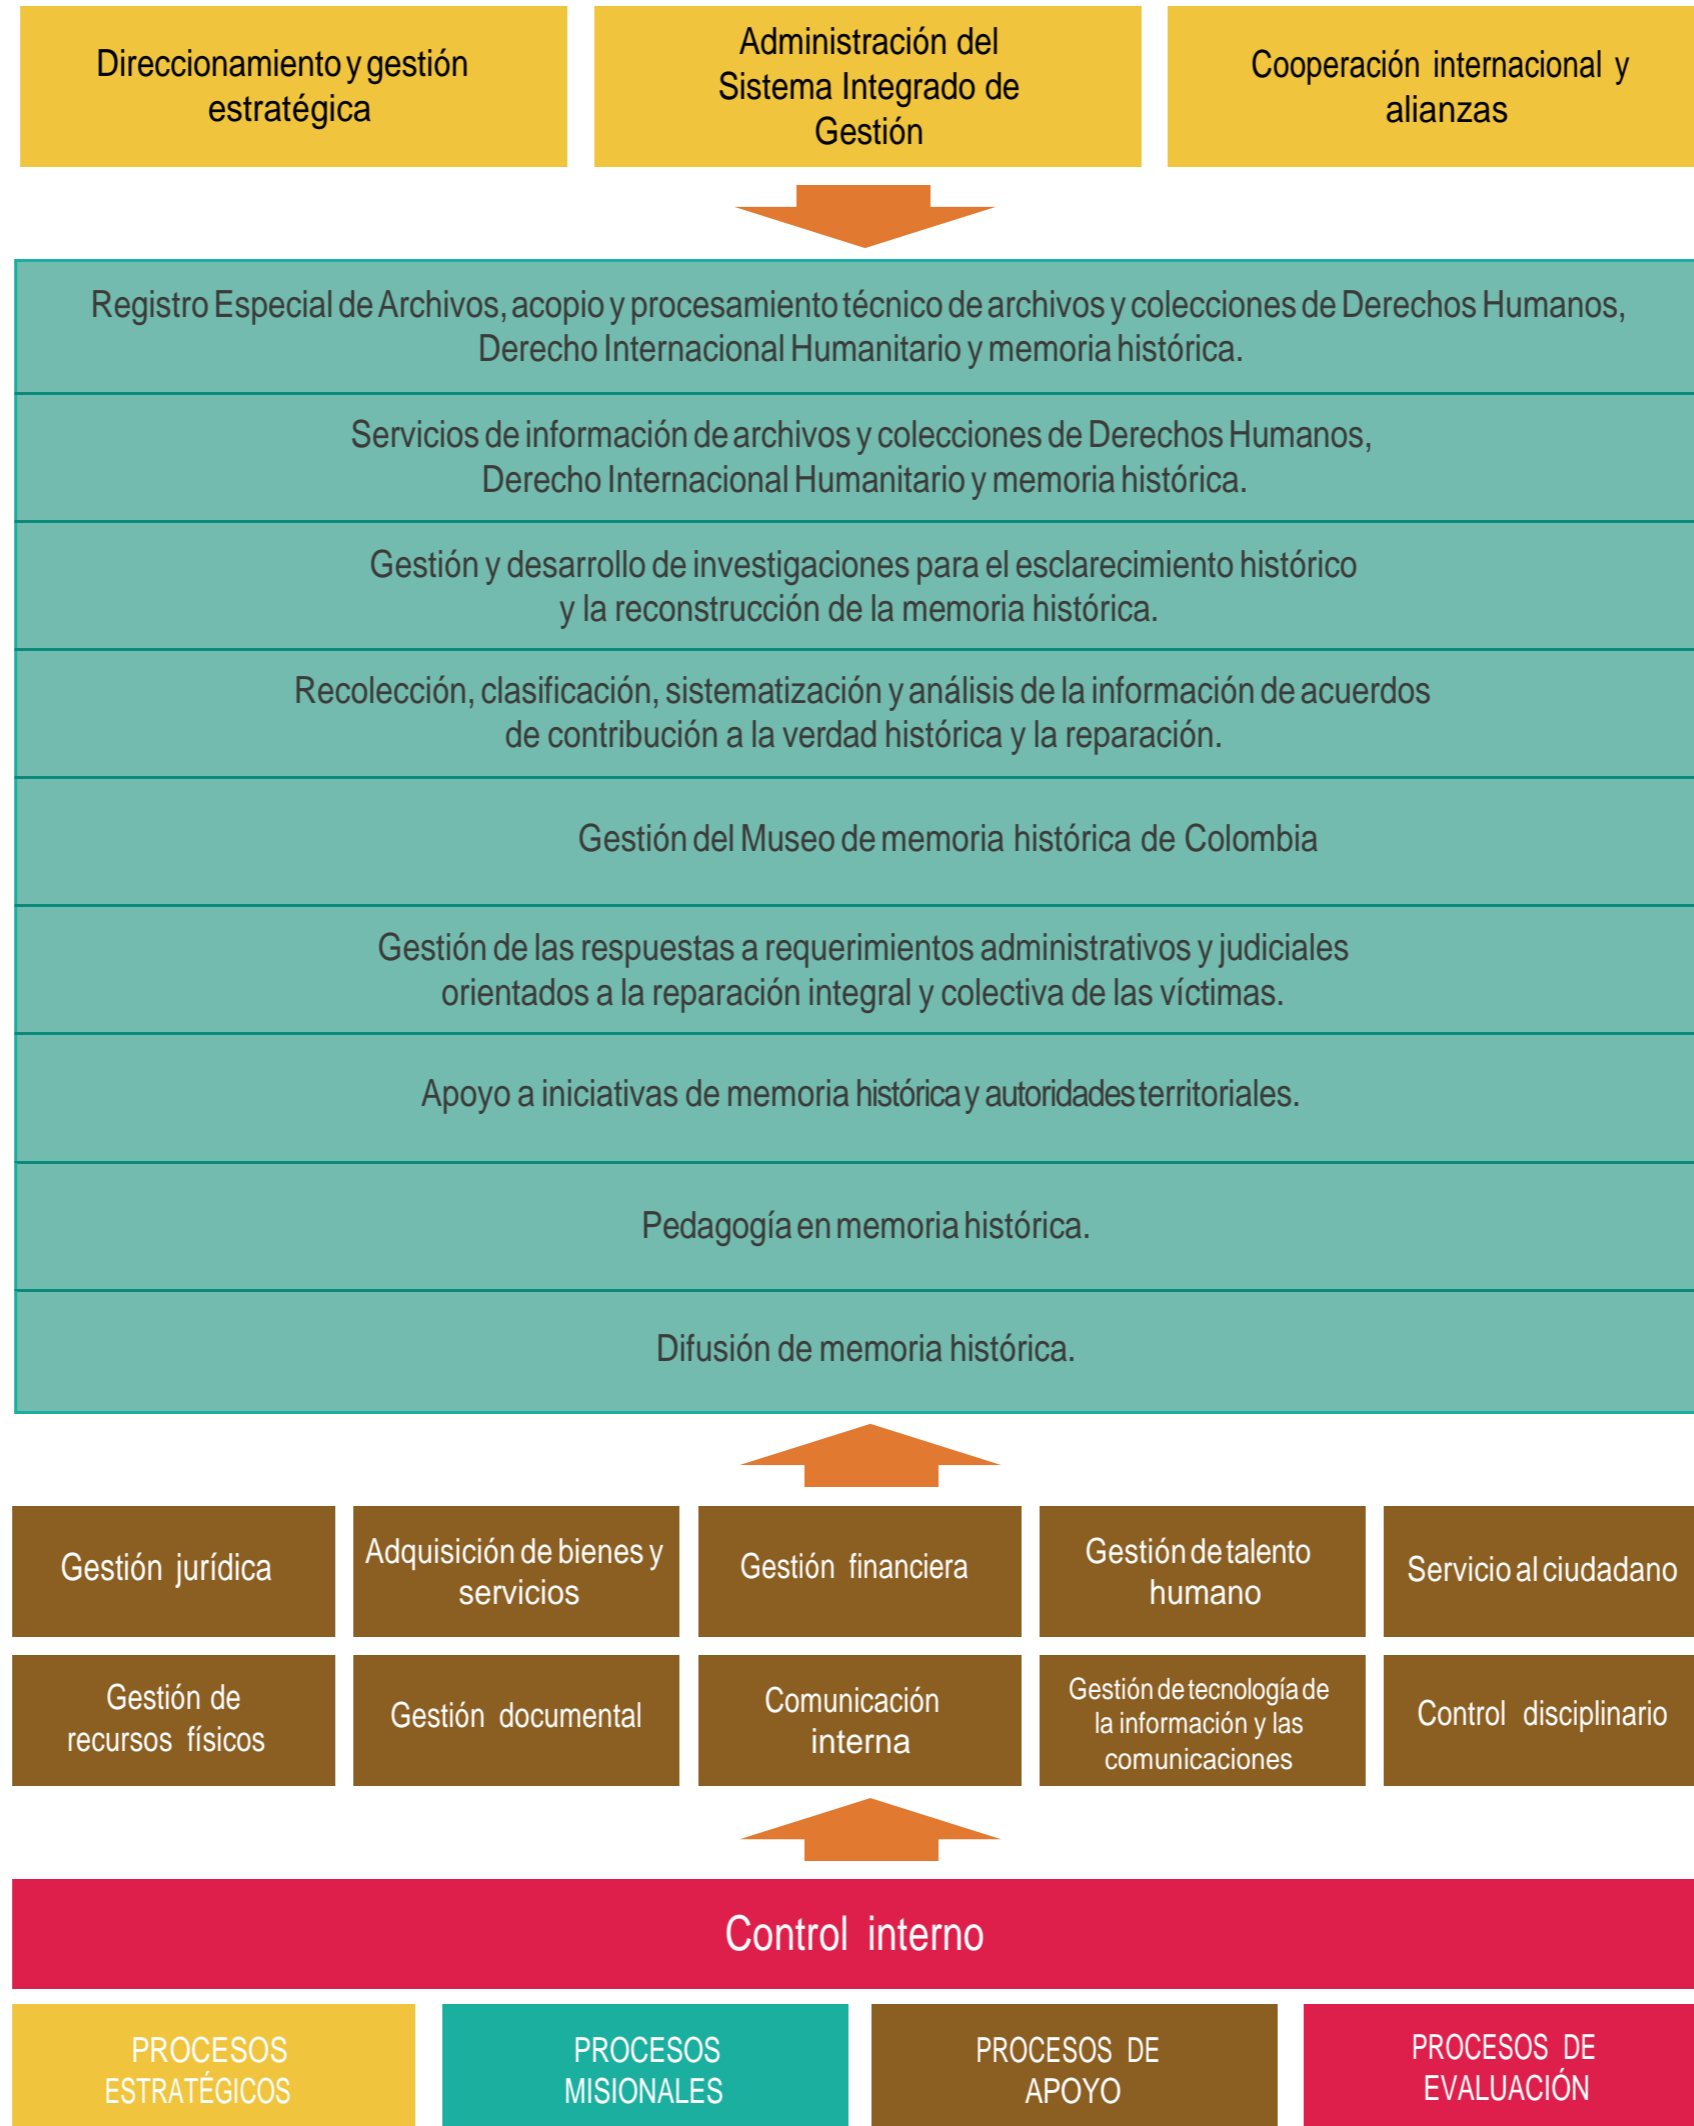 Direccionamiento y gestión
estratégica
Administración del
Sistema Integrado de
Gestión
Cooperación internacional y
alianzas
Registro Especial de Archivos, acopio y procesamiento técnico de archivos y colecciones de Derechos Humanos,
Derecho Internacional Humanitario y memoria histórica.
Servicios de información de archivos y colecciones de Derechos Humanos,
Derecho Internacional Humanitario y memoria histórica.
Gestión y desarrollo de investigaciones para el esclarecimiento histórico
y la reconstrucción de la memoria histórica.
Recolección, clasificación, sistematización y análisis de la información de acuerdos
de contribución a la verdad histórica y la reparación.
Gestión del Museo de memoria histórica de Colombia
Gestión de las respuestas a requerimientos administrativos y judiciales
orientados a la reparación integral y colectiva de las víctimas.
Apoyo a iniciativas de memoria histórica y autoridades territoriales.
Pedagogía en memoria histórica.
Difusión de memoria histórica.
Gestión jurídica
Adquisición de bienes y
servicios
Gestión financiera
Gestión de talento
humano
Servicio al ciudadano
Gestión de
recursos físicos
Gestión documental
Comunicación
interna
Gestión de tecnología de
la información y las
comunicaciones
Control disciplinario
Control interno
PROCESOS
ESTRATÉGICOS
PROCESOS
MISIONALES
PROCESOS DE
APOYO
PROCESOS DE
EVALUACIÓN